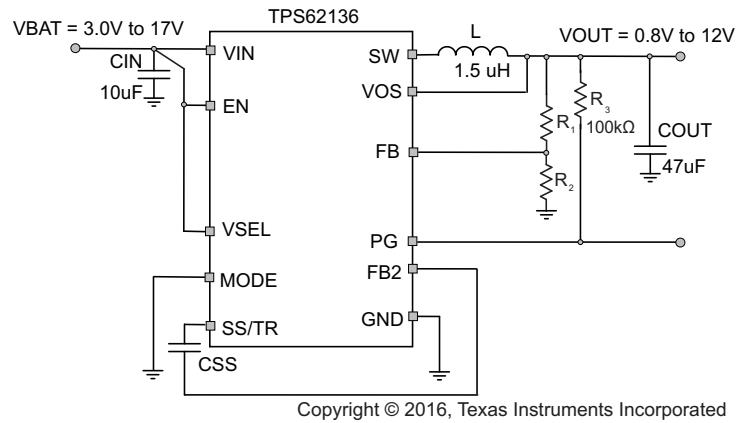 TPS62136
VBAT = 3.0V to 17V
VIN
CIN
10uF
EN
VSEL
MODE
SS/TR
CSS
SW
L
1.5 uH
VOUT = 0.8V to 12V
VOS
FB
R1
R2
R3
100kΩ
COUT
47uF
PG
FB2
GND
Copyright © 2016, Texas Instruments Incorporated